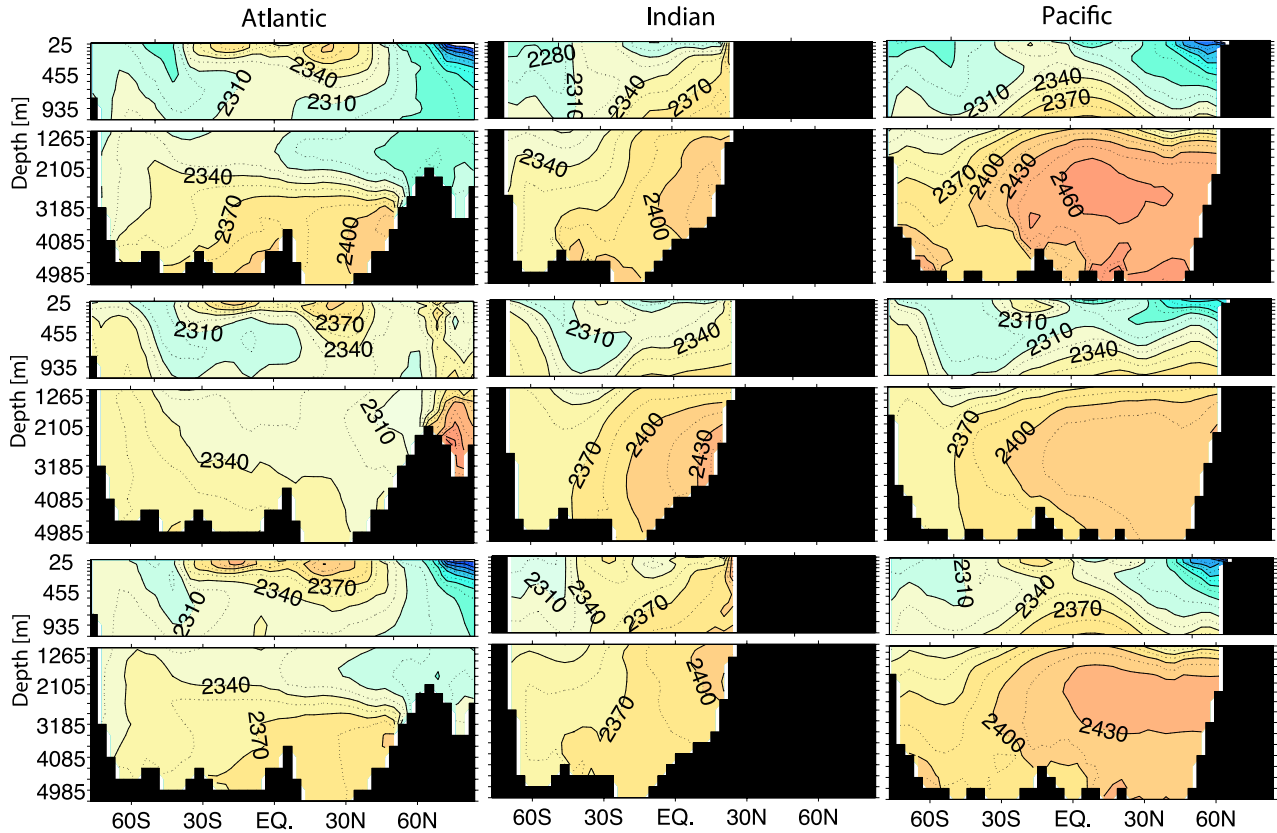 Atlantic Indian Pacific
25 2340 2280 2340
455 2310 2340 2340
935 2310 2310 2370 2310 2370
Depth [m]
1265
2105 2340 2340 2370 2400 2430
3185 2370 2400 2460
4085 2400
4985
25 2370 2310
455 2310 2340 2310 2340 2310
935 2340
Depth [m]
1265
2105 2310 2370 2400 2370 2400
3185 2340 2430
4085
4985
25 2370 2310
455 2310 2340 2310 2340 2370 2340 2370
935
Depth [m]
1265
2105 2340 2400
3185 2370 2370 2400 2430
4085
4985
60S 30S EQ. 30N 60N 60S 30S EQ. 30N 60N 60S 30S EQ. 30N 60N